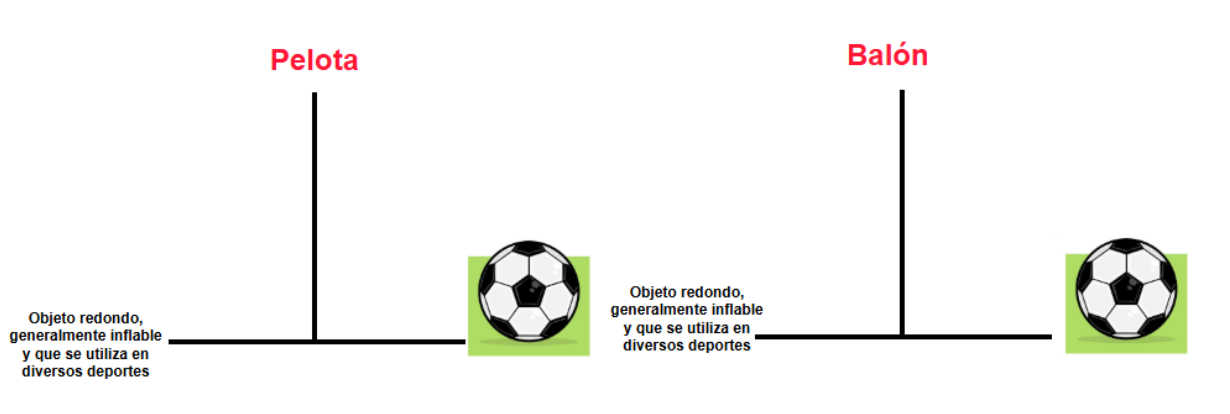 Pelota
Objeto redondo,
generalmente inflable
y que se utiliza en
diversos deportes
Balón
Objeto redondo,
generalmente inflable
y que se utiliza en
diversos deportes